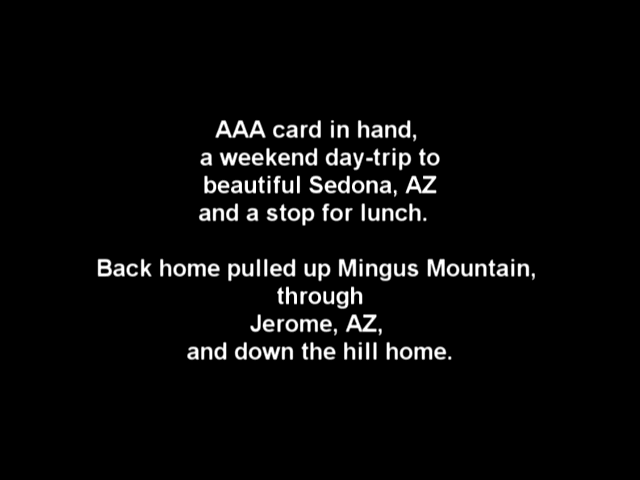 AAA card in hand,
a weekend day-trip to
beautiful Sedona, AZ
and a stop for lunch.
Back home pulled up Mingus Mountain,
through
Jerome, AZ,
and down the hill home.